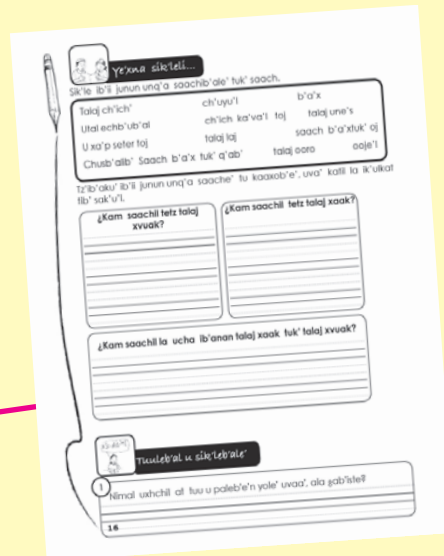 Ye'xna sik'leli...
Sik'le ib'ii junun unq'a saachib'ale' tuk' saach.
Talaj ch'ich' ch'uyu'l b'a'x
Utal echb'ub'al ch'ich ka'va'l toj talaj une's
U xa'p seter toj talaj laj saach b'a'xtuk' oj
Chusb'alib' Saach b'a'x tuk' q'ab' talaj ooro ooje'l
Tz'ib'aku' ib'ii junun unq'a saache' tu kaaxob'e', uva' katil la ik'ulkat
tib' sak'u'l.
¿Kam saachil tetz talaj
xvuak?
¿Kam saachil tetz talaj xaak?
¿Kam saachil la ucha ib'anan talaj xaak tuk' talaj xvuak?
Tuuleb'al u sik'leb'ale'
1
Nimal uxhchil at tuu u paleb'e'n yole' uvaa', ala gab'iste?
16